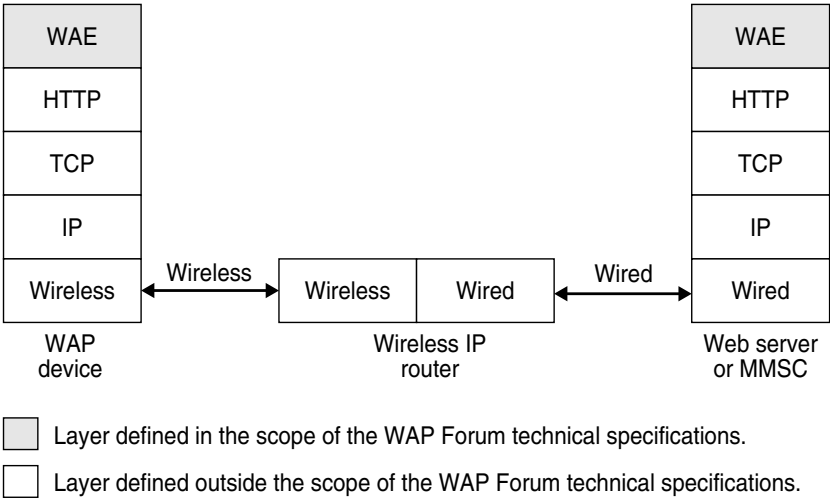 WAE
WAE
HTTP
HTTP
TCP
TCP
IP
IP
Wireless
Wireless
Wireless
Wired
Wired
Wired
WAP
device
Wireless IP
router
Web server
or MMSC
Layer defined in the scope of the WAP Forum technical specifications.
Layer defined outside the scope of the WAP Forum technical specifications.